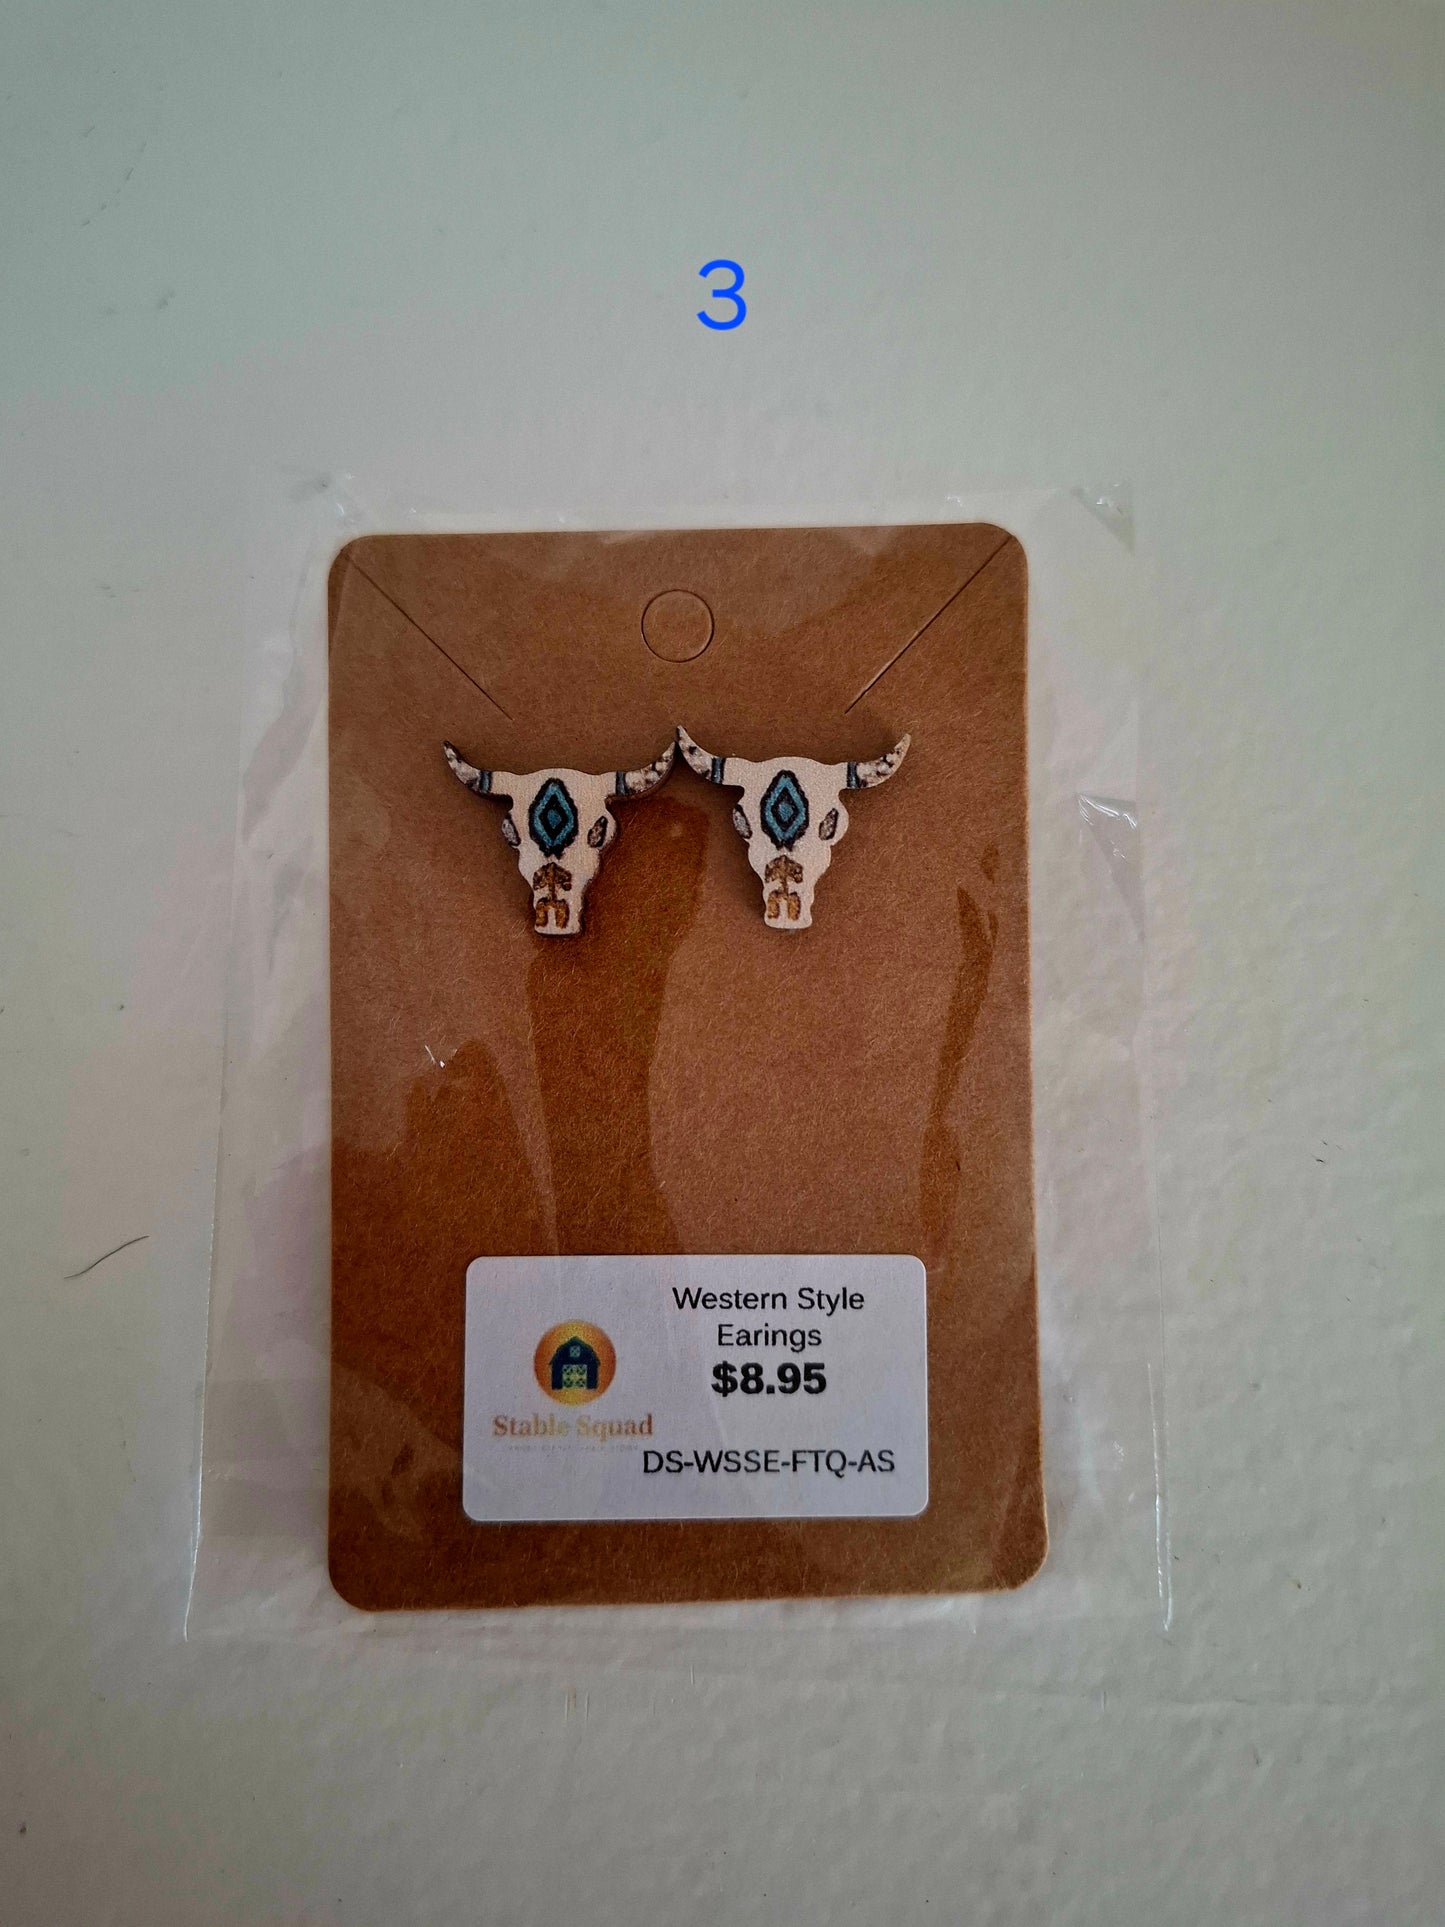 3
Western Style
Earings
$8.95
Stable Squad
DS-WSSE-FTQ-AS